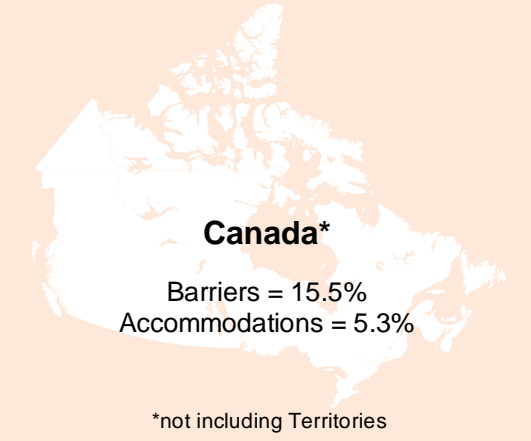 Canada*
Barriers = 15.5%
Accommodations = 5.3%
*not including Territories